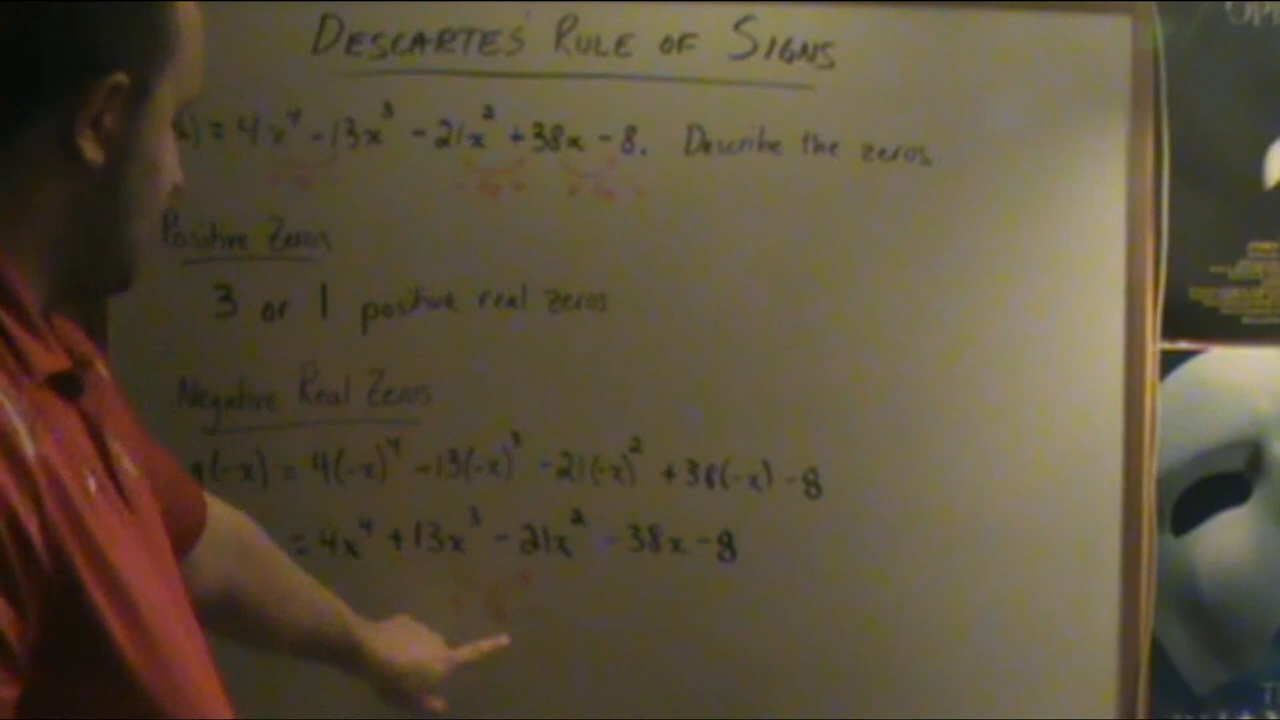 DESCARTES' RULE OF SIGNS
) = 4x⁴ - 13x³ - 21x² + 38x - 8. Describe the zeros.
Positive Zeros
3 or 1 positive real zeros
Negative Real Zeros
(-x) = 4(-x)⁴ - 13(-x)³ - 21(-x)² + 38(-x) - 8
= 4x⁴ + 13x³ - 21x² - 38x - 8